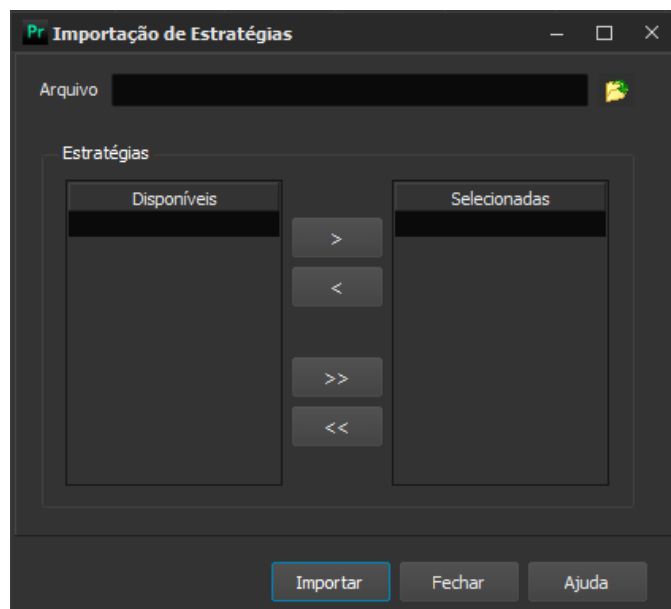 Pr Importação de Estratégias
Arquivo
Estratégias
Disponíveis
Selecionadas
>
<
>>
<<
Importar
Fechar
Ajuda